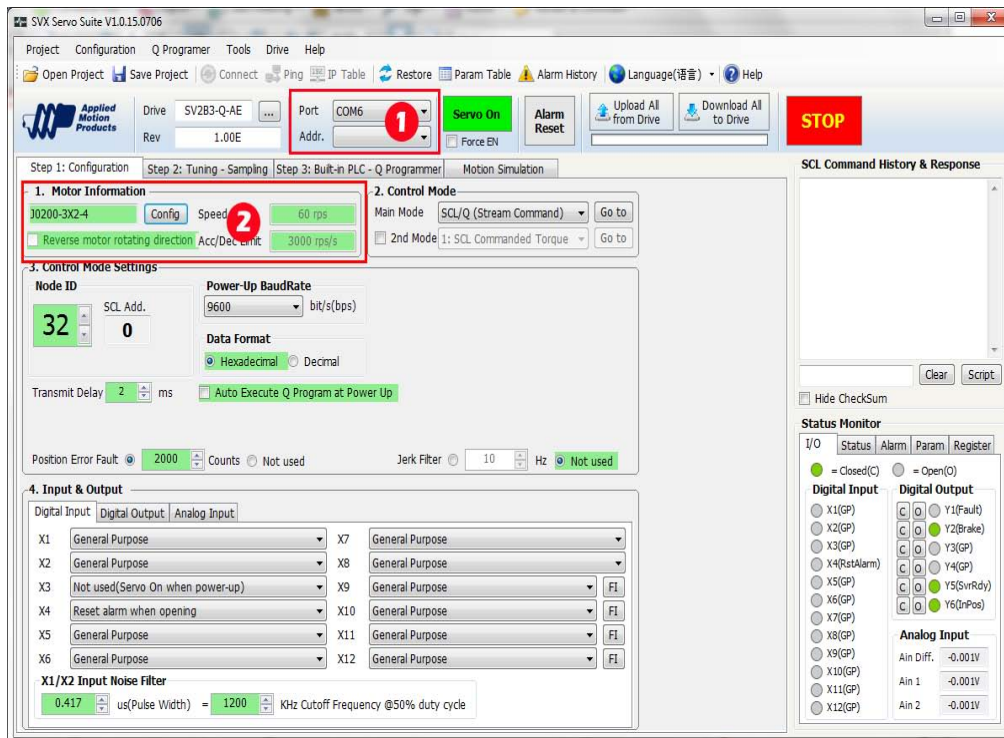 SVX Servo Suite V1.0.15.0706
Project Configuration Q Programer Tools Drive Help
Open Project Save Project Connect Ping IP Table Restore Param Table Alarm History Language(语言) Help
Applied Motion Products
Drive SV2B3-Q-AE ... Port COM6
Rev 1.00E Addr.
1
Servo On
Force EN
Alarm Reset
Upload All from Drive
Download All to Drive
STOP
Step 1: Configuration Step 2: Tuning - Sampling Step 3: Built-in PLC - Q Programmer Motion Simulation
1. Motor Information
J0200-3X2-4 Config Speed 60 rps
2
Reverse motor rotating direction Acc/Dec Limit 3000 rps/s
2. Control Mode
Main Mode SCL/Q (Stream Command) Go to
2nd Mode 1: SCL Commanded Torque Go to
3. Control Mode Settings
Node ID
32
SCL Add.
0
Power-Up BaudRate
9600 bit/s(bps)
Data Format
Hexadecimal Decimal
Transmit Delay 2 ms Auto Execute Q Program at Power Up
Position Error Fault 2000 Counts Not used Jerk Filter 10 Hz Not used
4. Input & Output
Digital Input Digital Output Analog Input
X1 General Purpose X7 General Purpose
X2 General Purpose X8 General Purpose
X3 Not used(Servo On when power-up) X9 General Purpose FI
X4 Reset alarm when opening X10 General Purpose FI
X5 General Purpose X11 General Purpose FI
X6 General Purpose X12 General Purpose FI
X1/X2 Input Noise Filter
0.417 us(Pulse Width) = 1200 KHz Cutoff Frequency @50% duty cycle
SCL Command History & Response
Clear Script
Hide CheckSum
Status Monitor
I/O Status Alarm Param Register
= Closed(C) = Open(O)
Digital Input
X1(GP)
X2(GP)
X3(GP)
X4(RstAlarm)
X5(GP)
X6(GP)
X7(GP)
X8(GP)
X9(GP)
X10(GP)
X11(GP)
X12(GP)
Digital Output
C O Y1(Fault)
C O Y2(Brake)
C O Y3(GP)
C O Y4(GP)
C O Y5(SvrRdy)
C O Y6(InPos)
Analog Input
Ain Diff. -0.001V
Ain 1 -0.001V
Ain 2 -0.001V